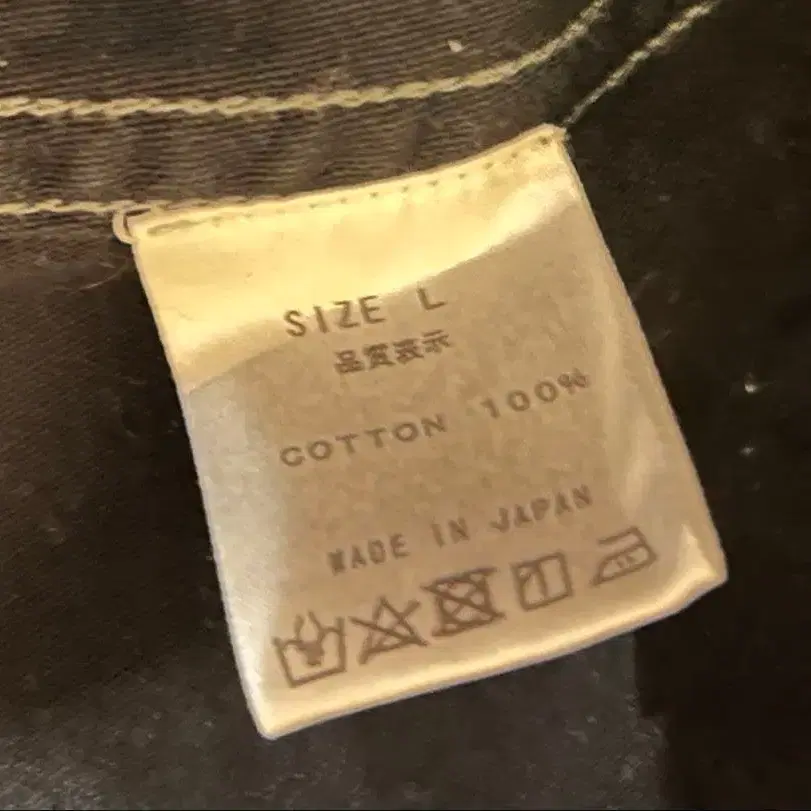 SIZE L
品質表示
COTTON 100%
MADE IN JAPAN